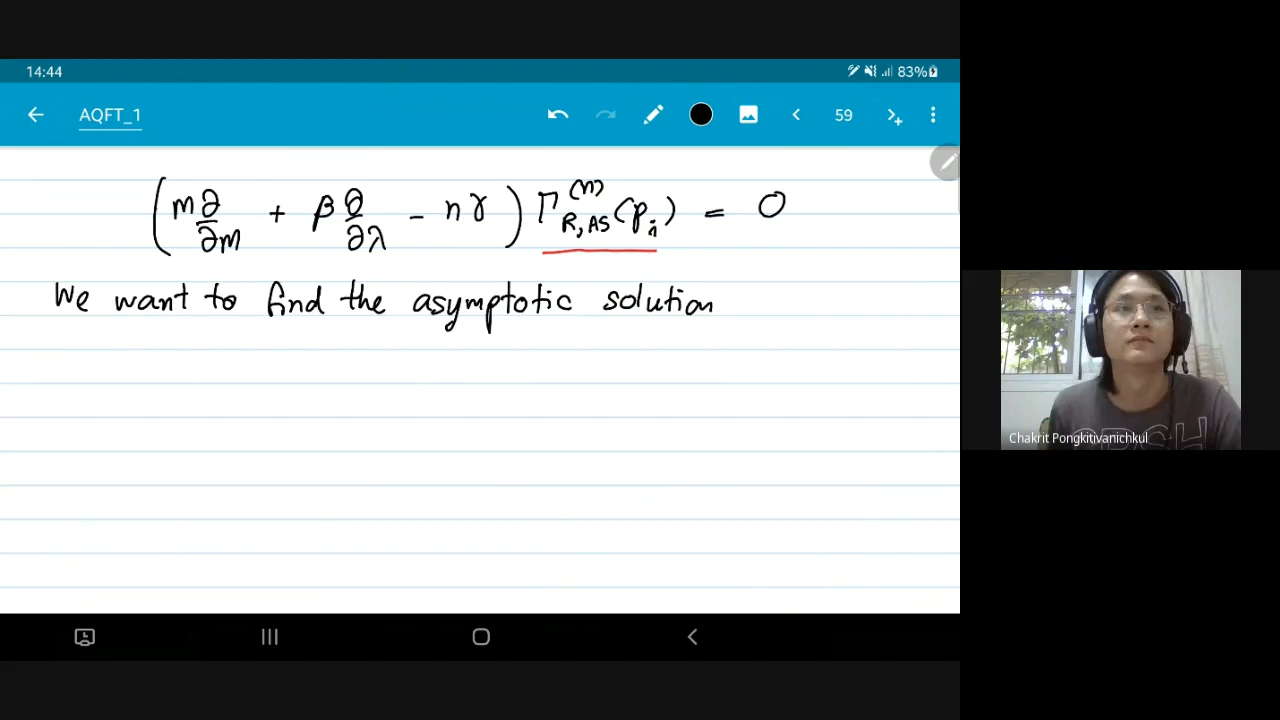 14:44
83%
AQFT_1
59
(m ∂/∂m + β ∂/∂λ - nγ) Γ^(n)_R,AS (p_i) = 0
We want to find the asymptotic solution
Chakrit Pongkitivanichkul